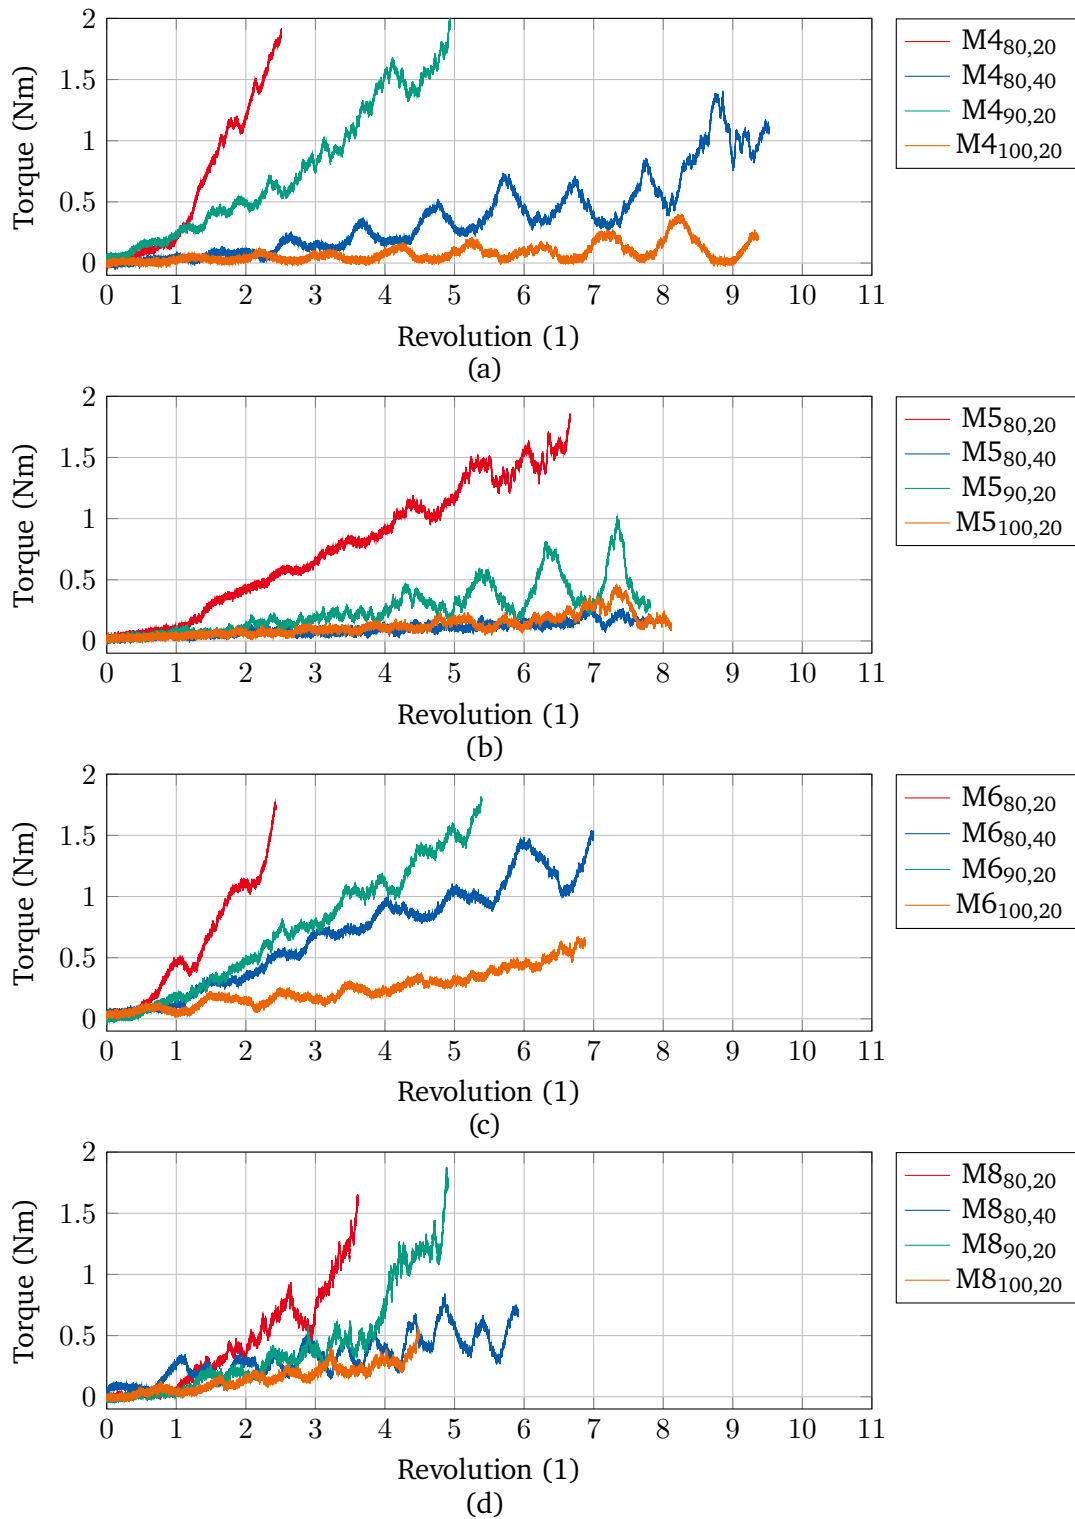 2
1.5
1
0.5
0
Torque (Nm)
0 1 2 3 4 5 6 7 8 9 10 11
Revolution (1)
(a)
M480,20
M480,40
M490,20
M4100,20
2
1.5
1
0.5
0
Torque (Nm)
0 1 2 3 4 5 6 7 8 9 10 11
Revolution (1)
(b)
M580,20
M580,40
M590,20
M5100,20
2
1.5
1
0.5
0
Torque (Nm)
0 1 2 3 4 5 6 7 8 9 10 11
Revolution (1)
(c)
M680,20
M680,40
M690,20
M6100,20
2
1.5
1
0.5
0
Torque (Nm)
0 1 2 3 4 5 6 7 8 9 10 11
Revolution (1)
(d)
M880,20
M880,40
M890,20
M8100,20